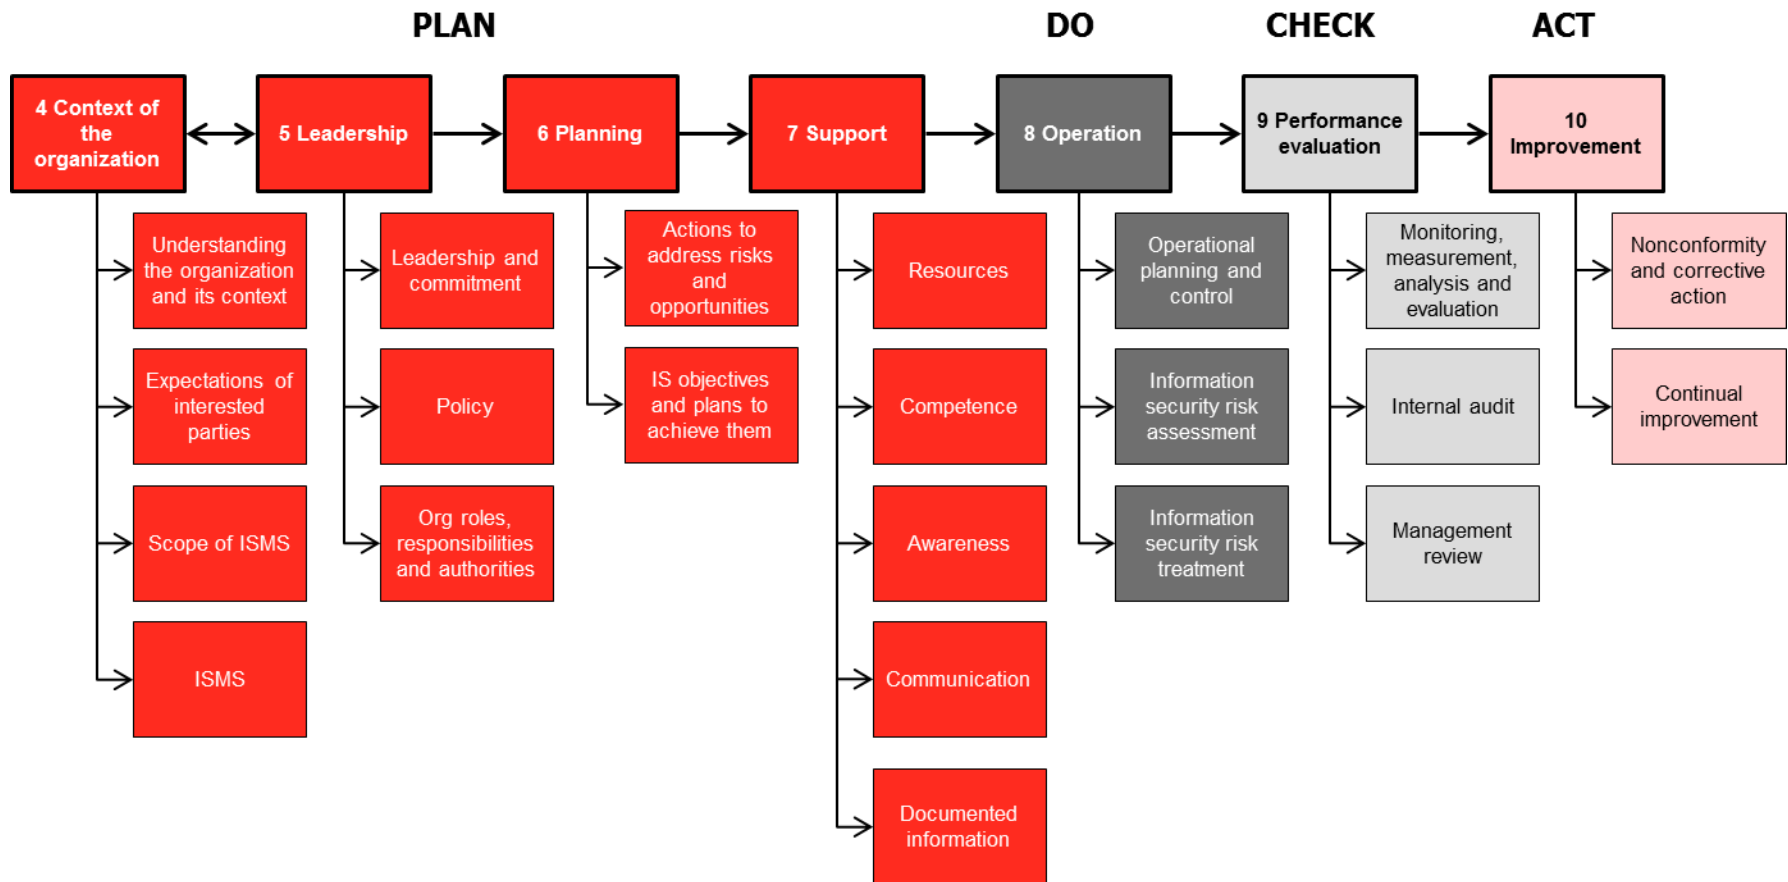 PLAN
DO
CHECK
ACT
4 Context of
the
organization
5 Leadership
6 Planning
7 Support
8 Operation
9 Performance
evaluation
10
Improvement
Understanding
the organization
and its context
Expectations of
interested
parties
Scope of ISMS
ISMS
Leadership and
commitment
Policy
Org roles,
responsibilities
and authorities
Actions to
address risks
and
opportunities
IS objectives
and plans to
achieve them
Resources
Competence
Awareness
Communication
Documented
information
Operational
planning and
control
Information
security risk
assessment
Information
security risk
treatment
Monitoring,
measurement,
analysis and
evaluation
Internal audit
Management
review
Nonconformity
and corrective
action
Continual
improvement